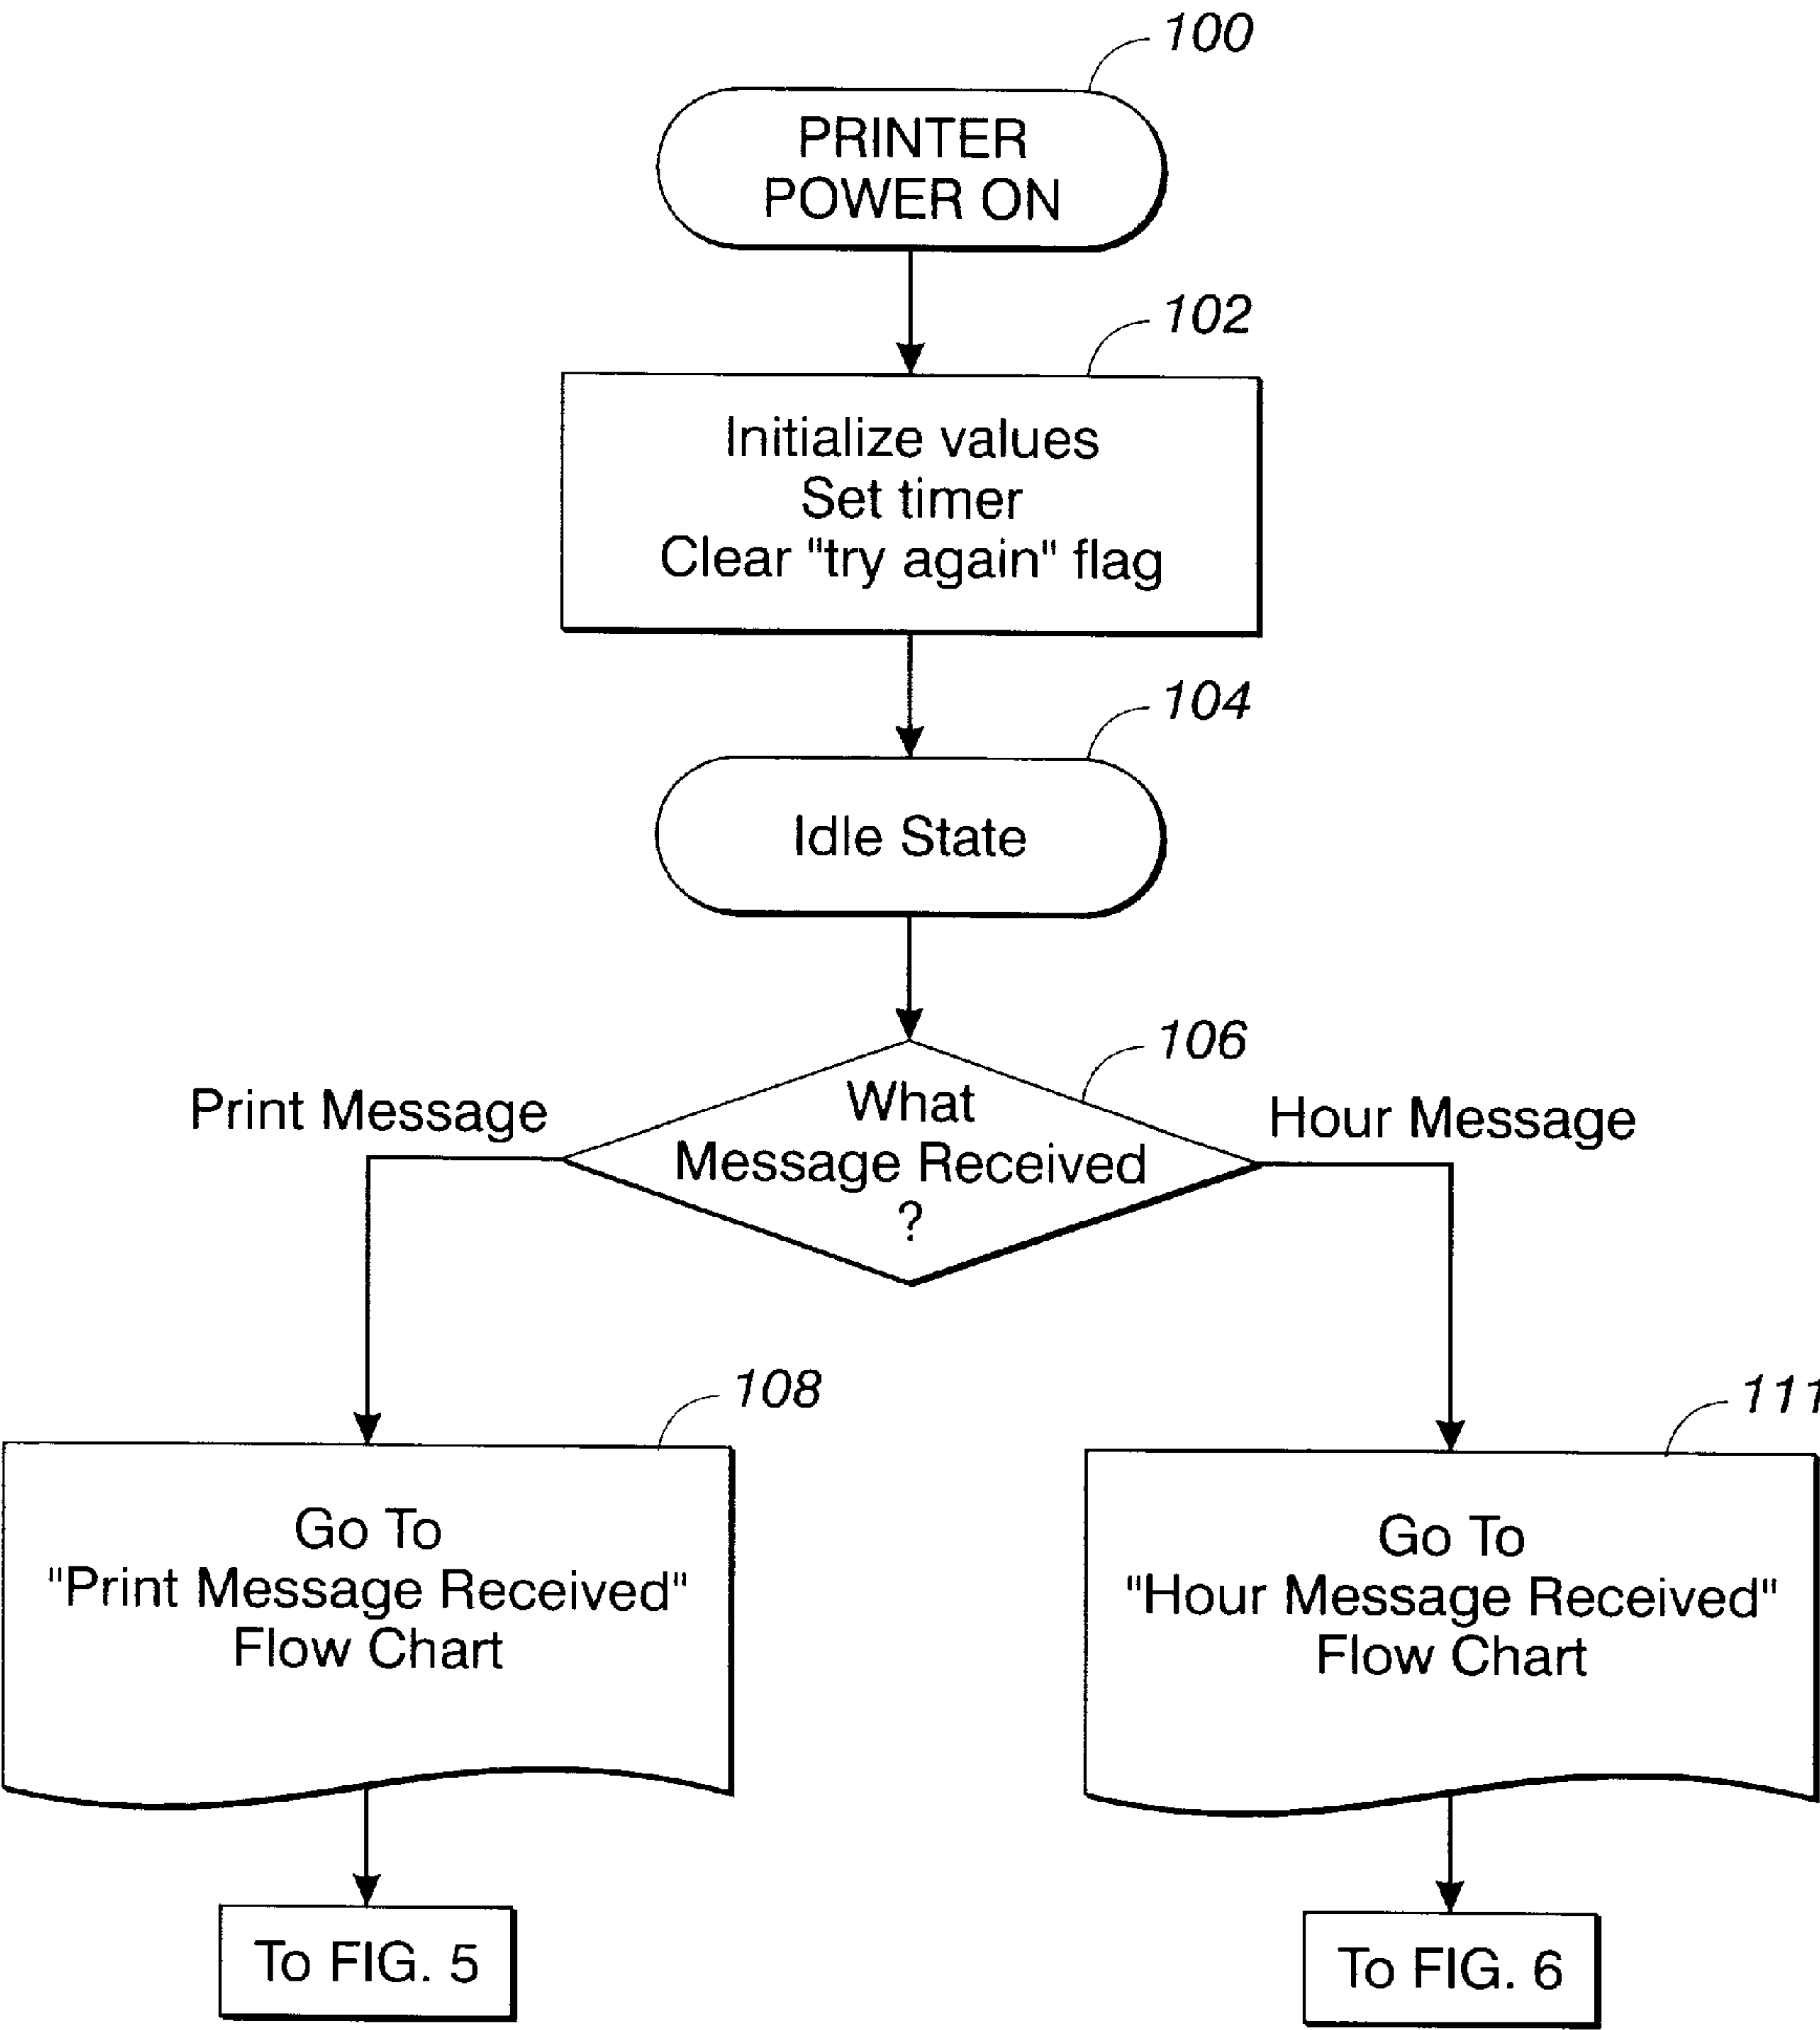 100
PRINTER
POWER ON
102
Initialize values
Set timer
Clear "try again" flag
104
Idle State
106
Print Message
What
Message Received
?
Hour Message
108
Go To
"Print Message Received"
Flow Chart
111
Go To
"Hour Message Received"
Flow Chart
To FIG. 5
To FIG. 6